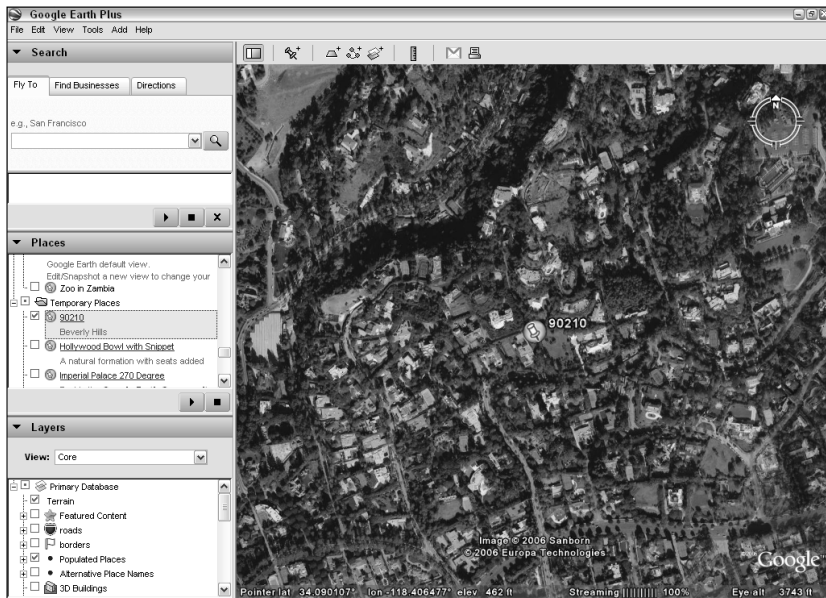 Google Earth Plus
File Edit View Tools Add Help
Search
Fly To Find Businesses Directions
e.g., San Francisco
Places
Google Earth default view.
Edit/Snapshot a new view to change your
Zoo in Zambia
Temporary Places
90210
Beverly Hills
Hollywood Bowl with Snippet
A natural formation with seats added
Imperial Palace 270 Degree
Layers
View: Core
Primary Database
Terrain
Featured Content
roads
borders
Populated Places
Alternative Place Names
3D Buildings
N
90210
Image © 2006 Sanborn
© 2006 Europa Technologies
Google
Pointer lat 34.090107° lon -118.406477° elev 462 ft Streaming ||||||||| 100% Eye alt 3743 ft